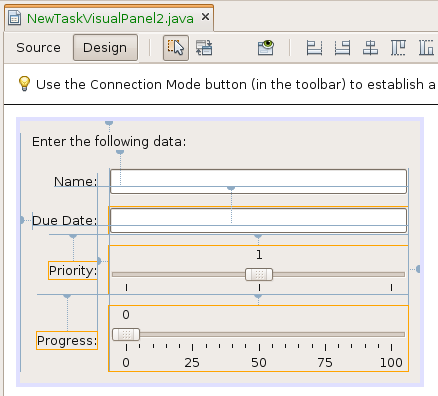 NewTaskVisualPanel2.java ×
Source Design
Use the Connection Mode button (in the toolbar) to establish a
Enter the following data:
Name:
Due Date:
1
Priority:
0
Progress:
0 25 50 75 100